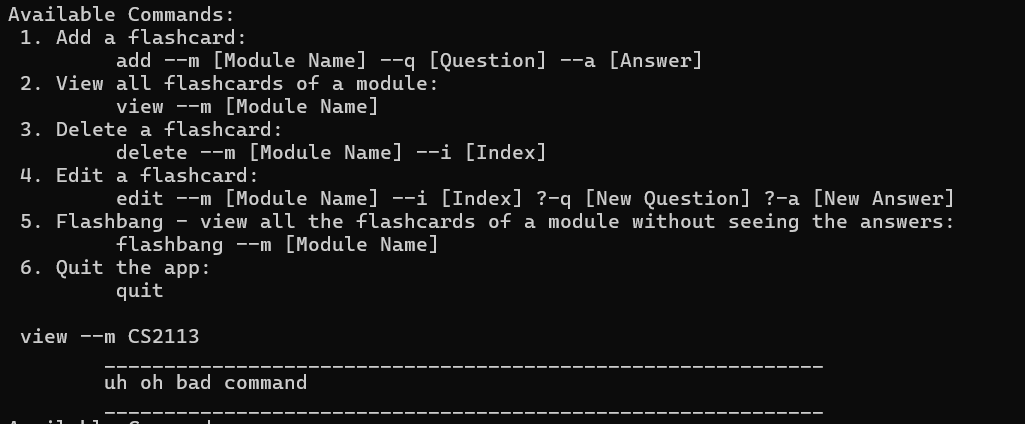 Available Commands:
1. Add a flashcard:
add --m [Module Name] --q [Question] --a [Answer]
2. View all flashcards of a module:
view --m [Module Name]
3. Delete a flashcard:
delete --m [Module Name] --i [Index]
4. Edit a flashcard:
edit --m [Module Name] --i [Index] ?-q [New Question] ?-a [New Answer]
5. Flashbang - view all the flashcards of a module without seeing the answers:
flashbang --m [Module Name]
6. Quit the app:
quit
view --m CS2113
____________________________________________________________
uh oh bad command
____________________________________________________________